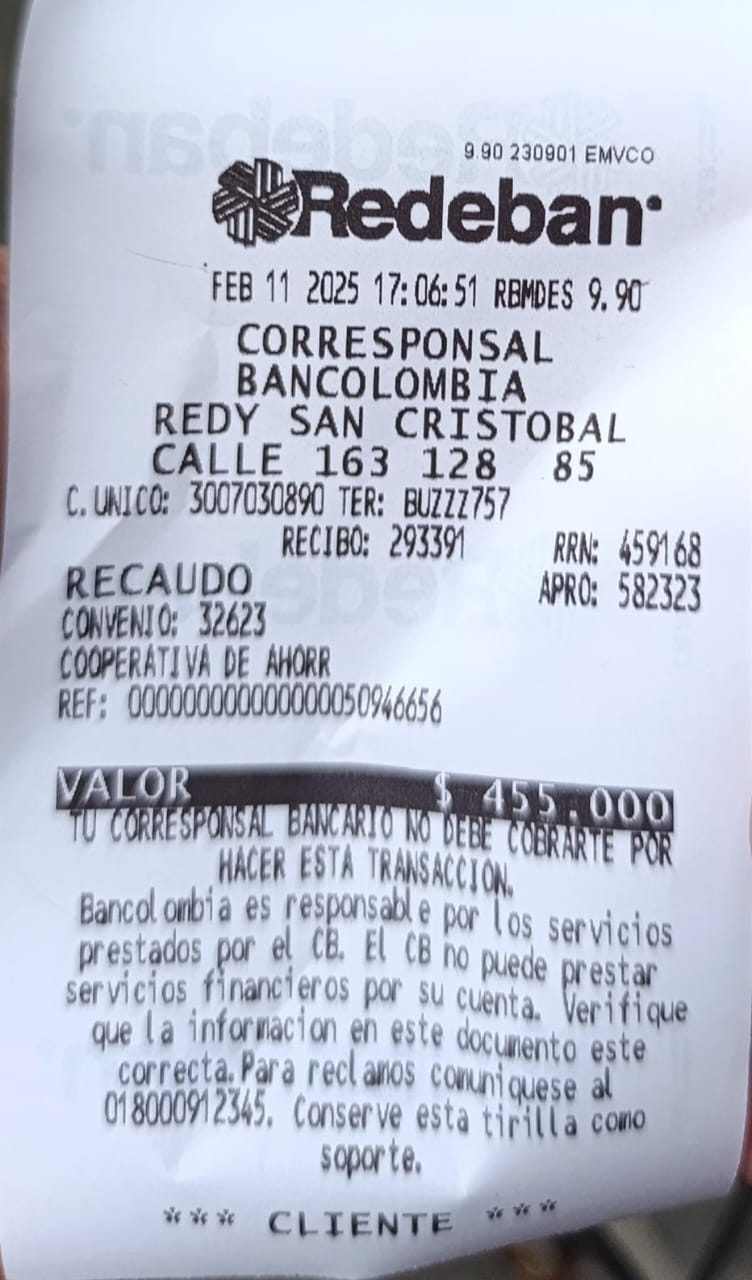 9.90 230901 EMVCO
Redeban
FEB 11 2025 17:06:51 RBMDES 9.90
CORRESPONSAL
BANCOLOMBIA
REDY SAN CRISTOBAL
CALLE 163 128 85
C. UNICO: 3007030890 TER: BUZZZ757
RECIBO: 293391 RRN: 459168
RECAUDO APRO: 582323
CONVENIO: 32623
COOPERATIVA DE AHORR
REF: 000000000000000050946656
VALOR $ 455.000
TU CORRESPONSAL BANCARIO NO DEBE COBRARTE POR
HACER ESTA TRANSACCION.
Bancolombia es responsable por los servicios
prestados por el CB. El CB no puede prestar
servicios financieros por su cuenta. Verifique
que la informacion en este documento este
correcta.Para reclamos comuniquese al
018000912345. Conserve esta tirilla como
soporte.
*** CLIENTE ***